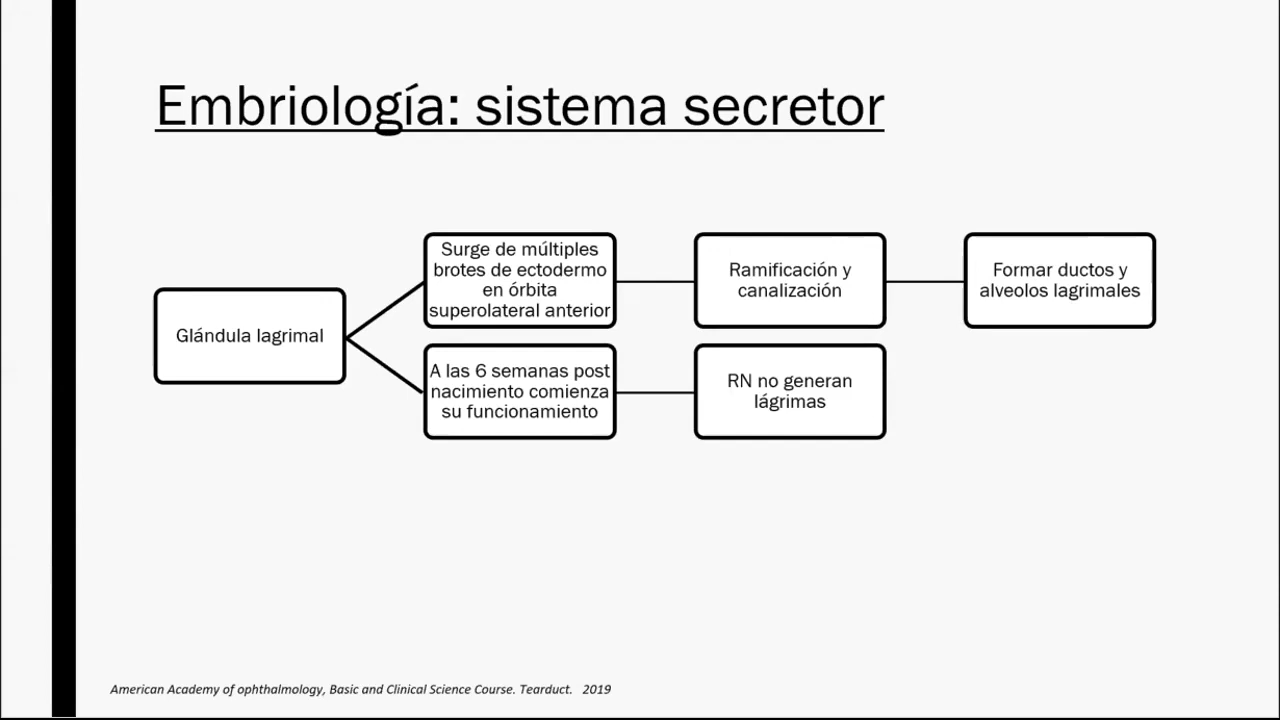 Embriología: sistema secretor
Glándula lagrimal
Surge de múltiples
brotes de ectodermo
en órbita
superolateral anterior
Ramificación y
canalización
Formar ductos y
alveolos lagrimales
A las 6 semanas post
nacimiento comienza
su funcionamiento
RN no generan
lágrimas
American Academy of ophthalmology, Basic and Clinical Science Course. Tearduct. 2019